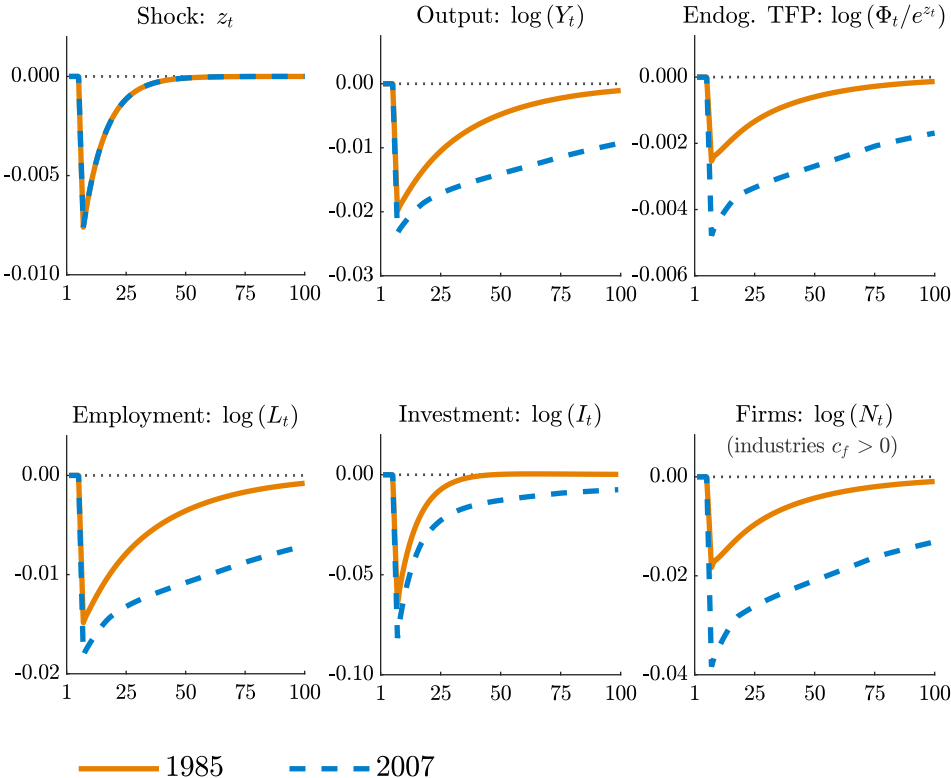 Shock: z_t Output: log (Y_t) Endog. TFP: log (Φ_t/e^{z_t})
0.000 0.00 0.000
-0.005 -0.01 -0.002
-0.02 -0.004
-0.010 -0.03 -0.006
1 25 50 75 100 1 25 50 75 100 1 25 50 75 100
Employment: log (L_t) Investment: log (I_t) Firms: log (N_t)
(industries c_f > 0)
0.00 0.00 0.00
-0.01 -0.05 -0.02
-0.02 -0.10 -0.04
1 25 50 75 100 1 25 50 75 100 1 25 50 75 100
1985 2007